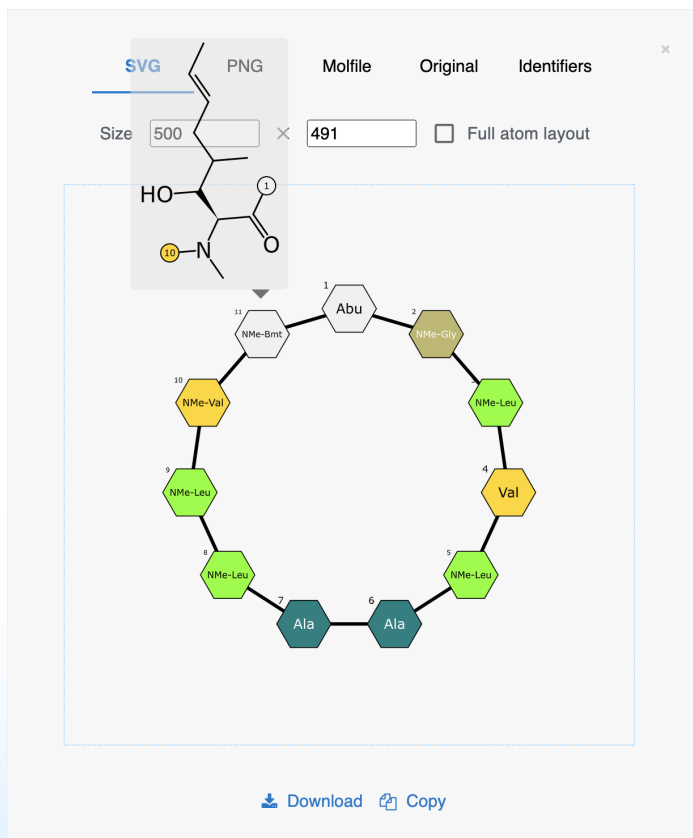 SVG PNG Molfile Original Identifiers ×
Size 500 × 491 Full atom layout
1
HO
O
10 N
1 Abu
11 NMe-Bmt
2 NMe-Gly
10 NMe-Val
3 NMe-Leu
9 NMe-Leu
4 Val
8 NMe-Leu
5 NMe-Leu
7 Ala
6 Ala
Download Copy